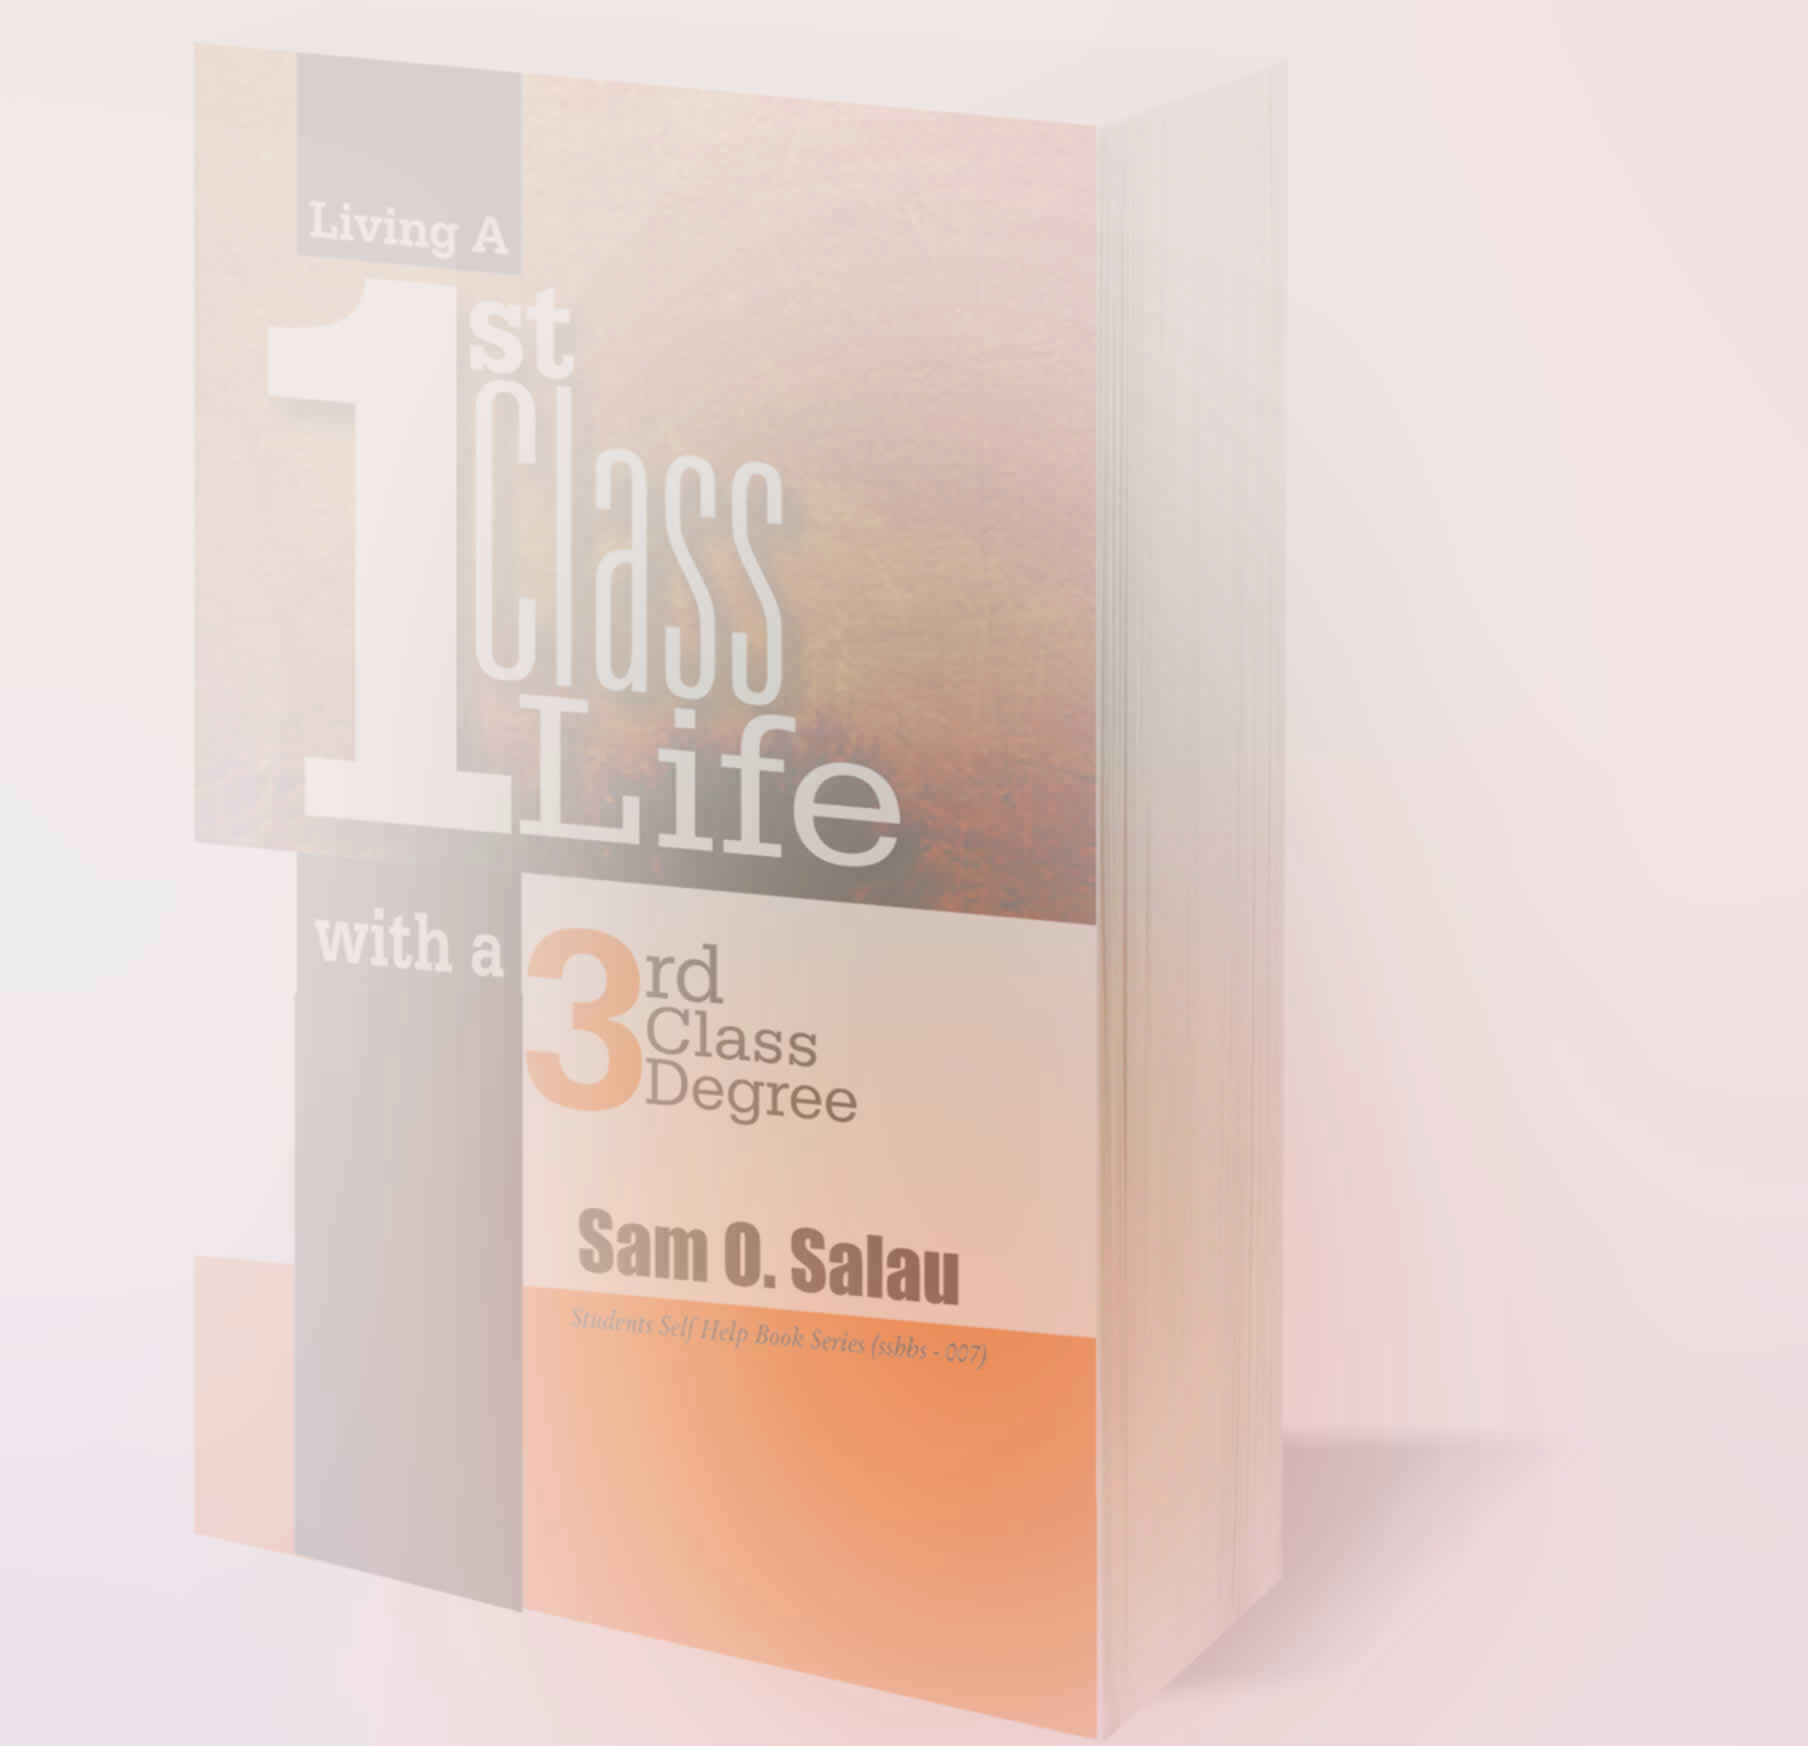 Living A
1st
Class
Life
with a
3rd
Class
Degree
Sam O. Salau
Students Self Help Book Series (ssbbs - 007)